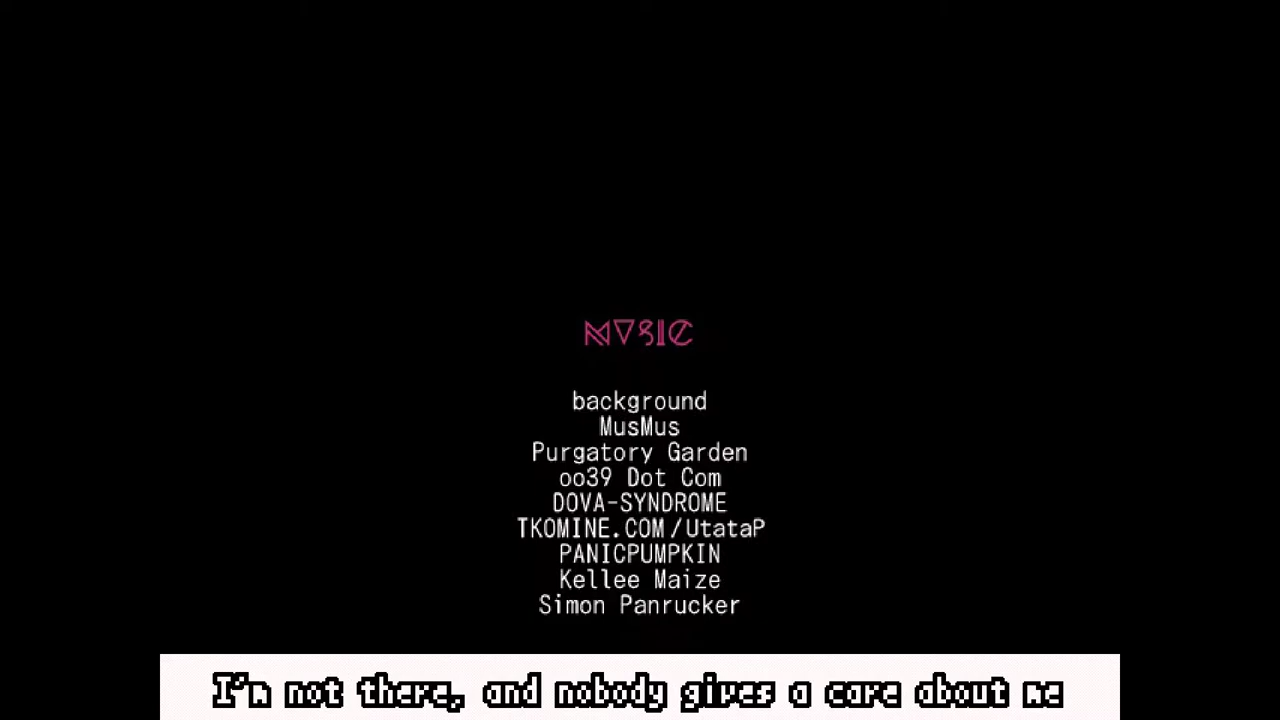 MUSIC
background
MusMus
Purgatory Garden
oo39 Dot Com
DOVA-SYNDROME
TKOMINE.COM/UtataP
PANICPUMPKIN
Kellee Maize
Simon Panrucker
I'm not there, and nobody gives a care about me